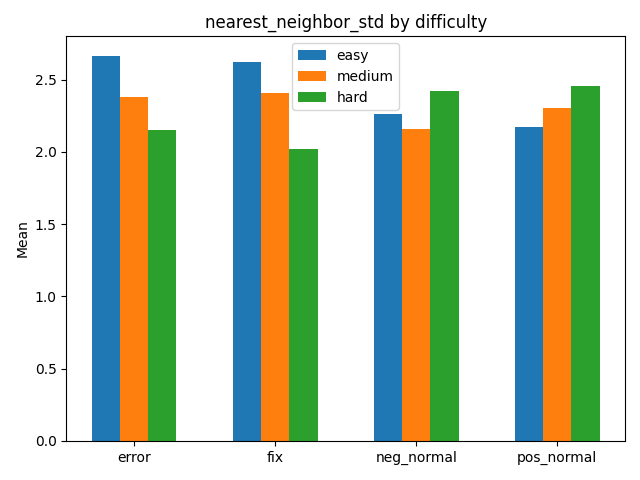 nearest_neighbor_std by difficulty
easy
medium
hard
Mean
2.5
2.0
1.5
1.0
0.5
0.0
error fix neg_normal pos_normal